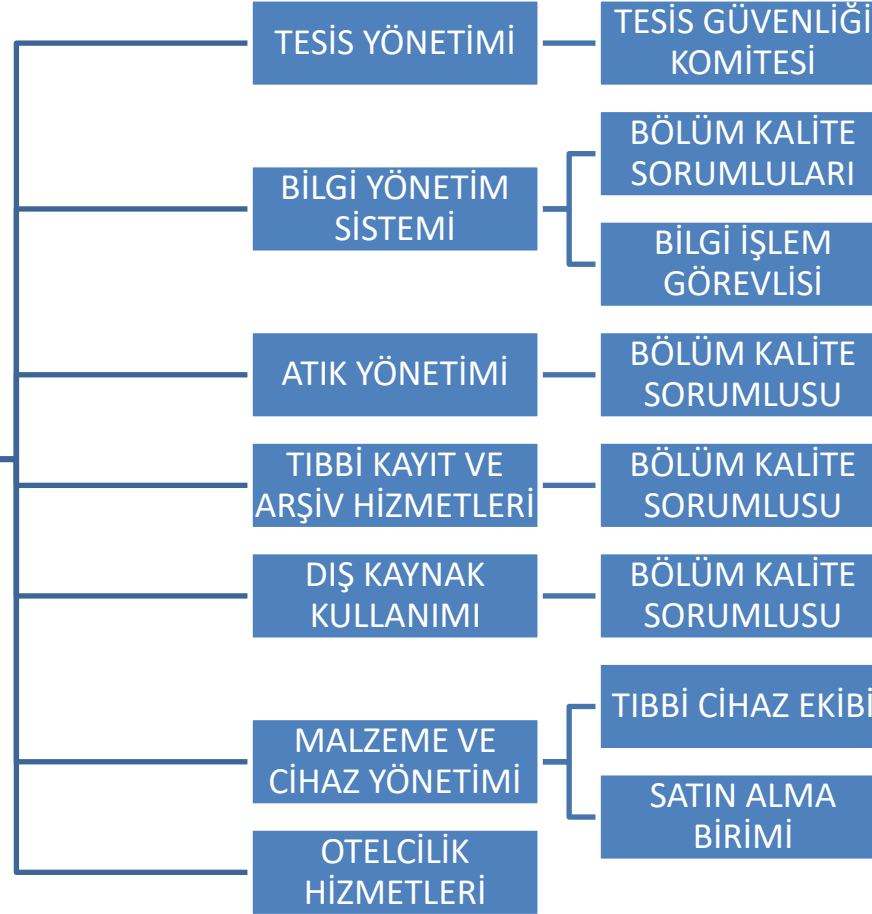 TESİS YÖNETİMİ
TESİS GÜVENLİĞİ
KOMİTESİ
BİLGİ YÖNETİM
SİSTEMİ
BÖLÜM KALİTE
SORUMLULARI
BİLGİ İŞLEM
GÖREVLİSİ
ATIK YÖNETİMİ
BÖLÜM KALİTE
SORUMLUSU
TIBBİ KAYIT VE
ARŞİV HİZMETLERİ
BÖLÜM KALİTE
SORUMLUSU
DIŞ KAYNAK
KULLANIMI
BÖLÜM KALİTE
SORUMLUSU
MALZEME VE
CİHAZ YÖNETİMİ
TIBBİ CİHAZ EKİBİ
SATIN ALMA
BİRİMİ
OTELCİLİK
HİZMETLERİ